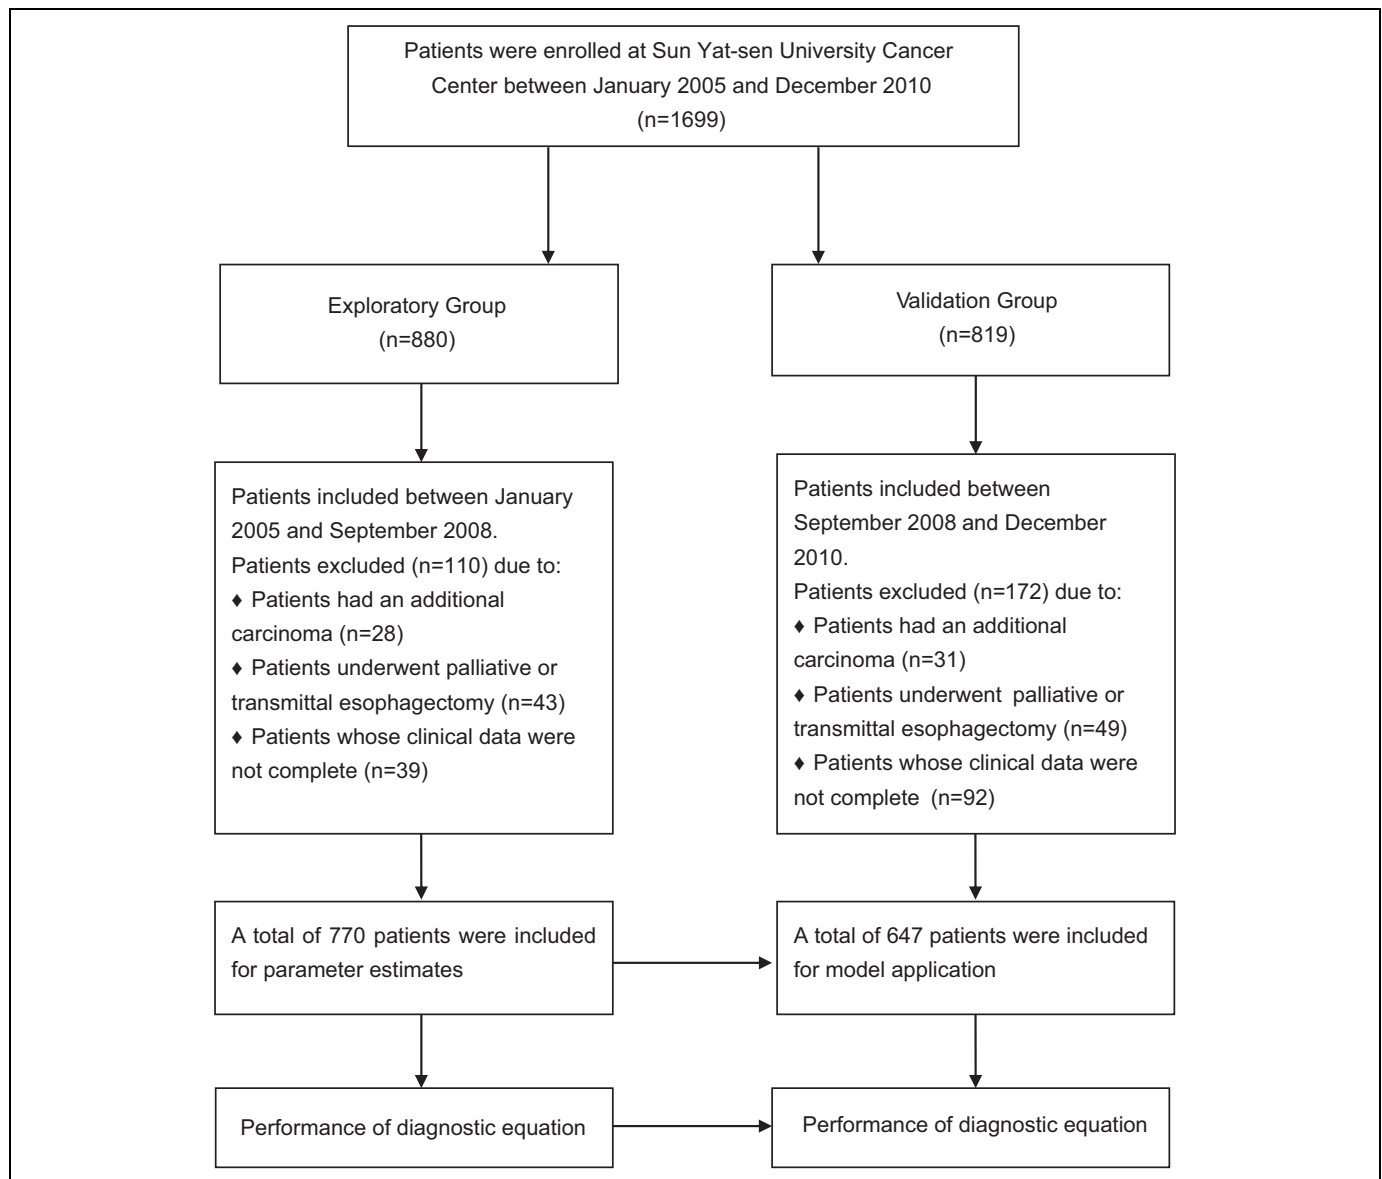 Patients were enrolled at Sun Yat-sen University Cancer
Center between January 2005 and December 2010
(n=1699)
Exploratory Group
(n=880)
Validation Group
(n=819)
Patients included between January
2005 and September 2008.
Patients excluded (n=110) due to:
♦ Patients had an additional
carcinoma (n=28)
♦ Patients underwent palliative or
transmittal esophagectomy (n=43)
♦ Patients whose clinical data were
not complete (n=39)
Patients included between
September 2008 and December
2010.
Patients excluded (n=172) due to:
♦ Patients had an additional
carcinoma (n=31)
♦ Patients underwent palliative or
transmittal esophagectomy (n=49)
♦ Patients whose clinical data were
not complete (n=92)
A total of 770 patients were included
for parameter estimates
A total of 647 patients were included
for model application
Performance of diagnostic equation
Performance of diagnostic equation